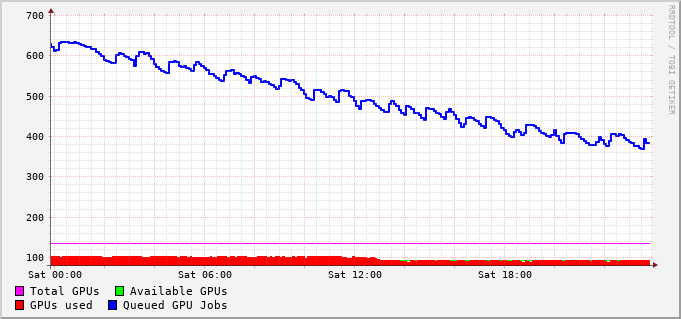 700
600
500
400
300
200
100
Sat 00:00 Sat 06:00 Sat 12:00 Sat 18:00
Total GPUs Available GPUs
GPUs used Queued GPU Jobs
RRDTOOL / TOBI OETIKER